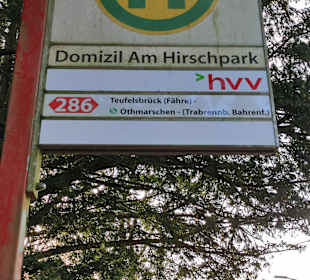 Domizil Am Hirschpark
hvv
286
Teufelsbrück (Fähre) -
Othmarschen - (Trabrennb. Bahrenf.)